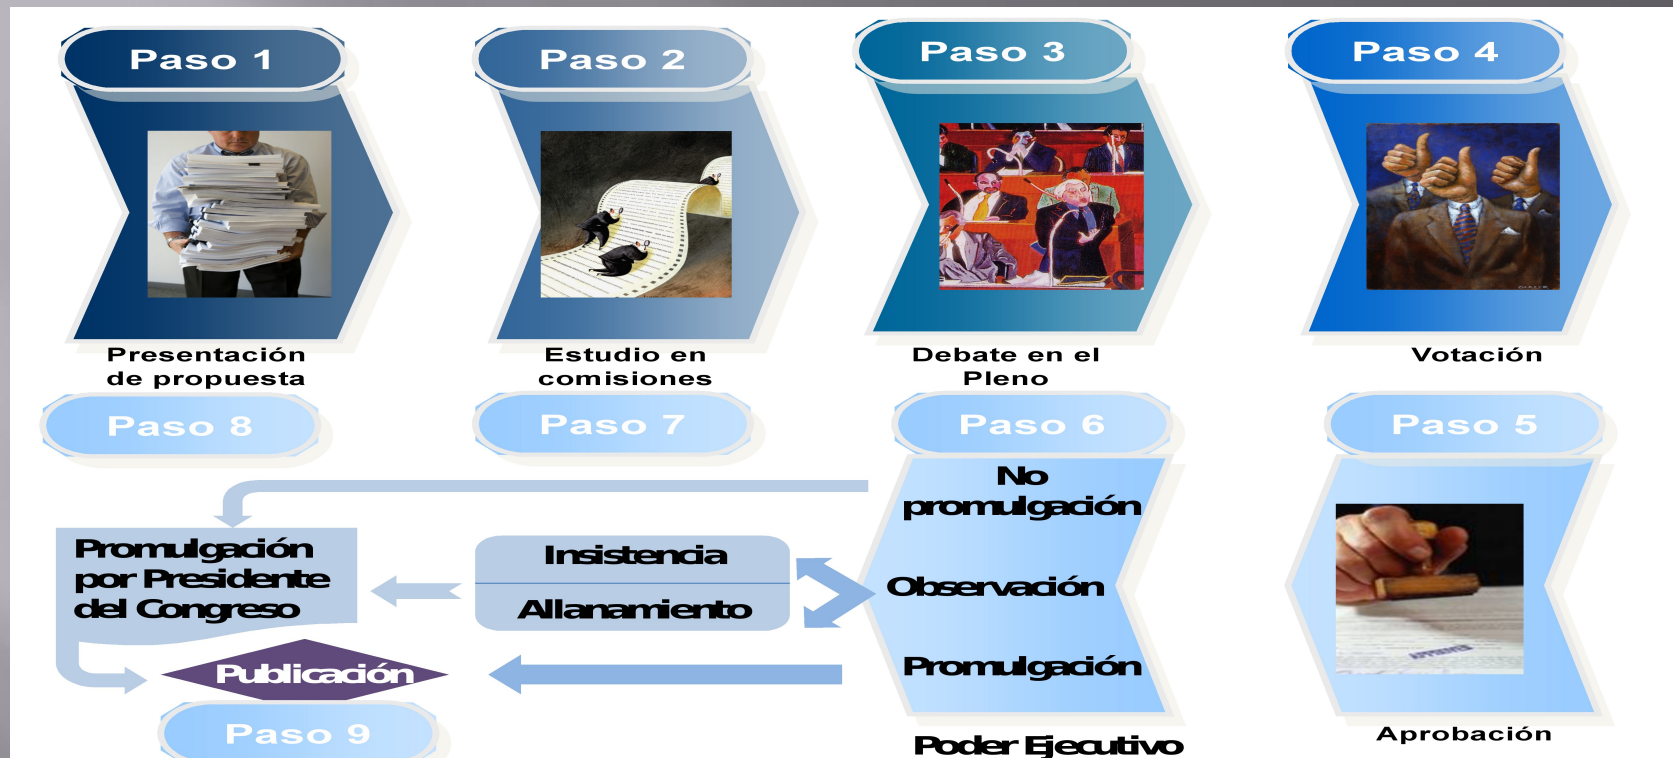 Paso 1
Paso 2
Paso 3
Paso 4
Presentación
de propuesta
Estudio en
comisiones
Debate en el
Pleno
Votación
Paso 8
Paso 7
Paso 6
Paso 5
No
promulgación
Promulgación
por Presidente
del Congreso
Insistencia
Allanamiento
Observación
Promulgación
Publicación
Paso 9
Poder Ejecutivo
Aprobación